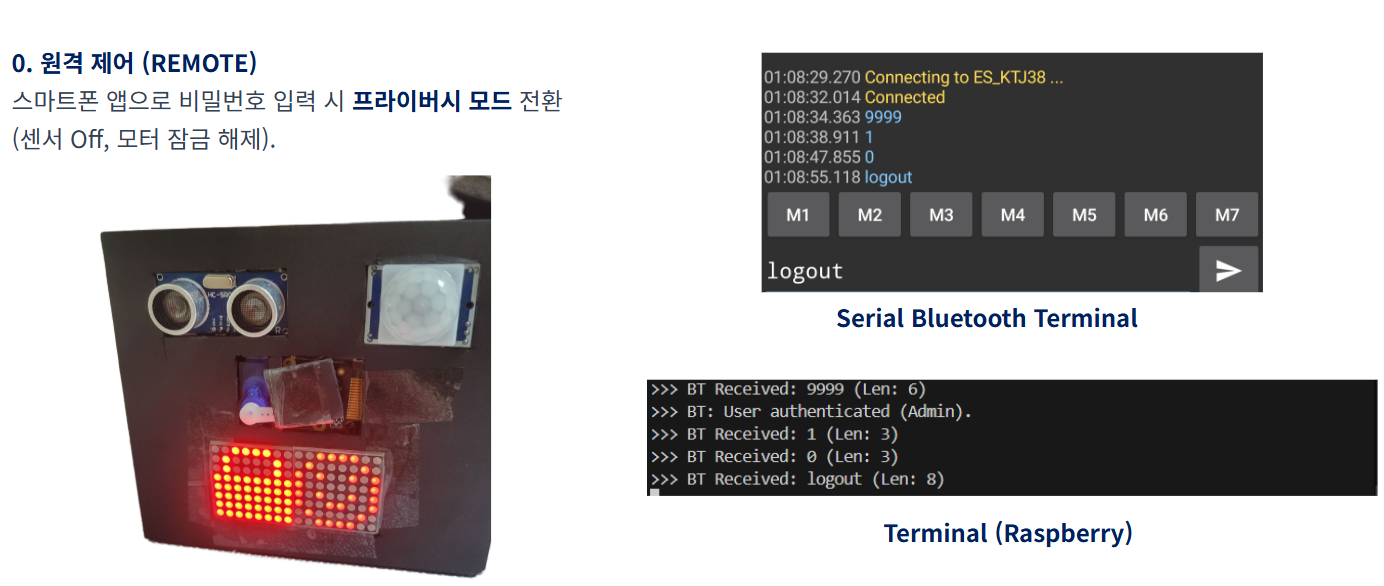 0. 원격 제어 (REMOTE)
스마트폰 앱으로 비밀번호 입력 시 프라이버시 모드 전환
(센서 Off, 모터 잠금 해제).
01:08:29.270 Connecting to ES_KTJ38 ...
01:08:32.014 Connected
01:08:34.363 9999
01:08:38.911 1
01:08:47.855 0
01:08:55.118 logout
M1 M2 M3 M4 M5 M6 M7
logout
Serial Bluetooth Terminal
>>> BT Received: 9999 (Len: 6)
>>> BT: User authenticated (Admin).
>>> BT Received: 1 (Len: 3)
>>> BT Received: 0 (Len: 3)
>>> BT Received: logout (Len: 8)
Terminal (Raspberry)